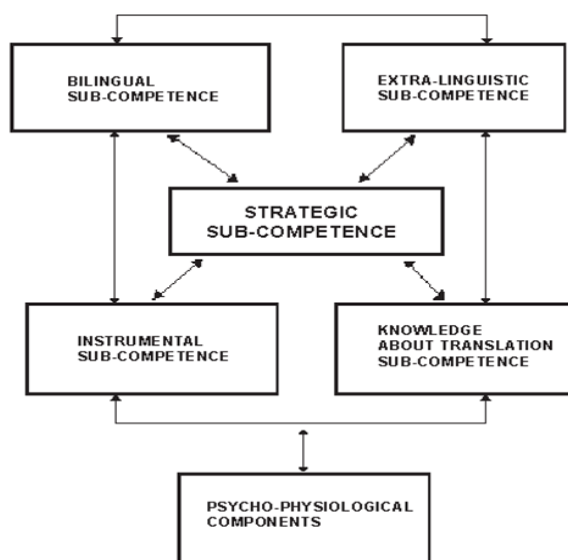 BILINGUAL
SUB-COMPETENCE
EXTRA-LINGUISTIC
SUB-COMPETENCE
STRATEGIC
SUB-COMPETENCE
INSTRUMENTAL
SUB-COMPETENCE
KNOWLEDGE
ABOUT TRANSLATION
SUB-COMPETENCE
PSYCHO-PHYSIOLOGICAL
COMPONENTS